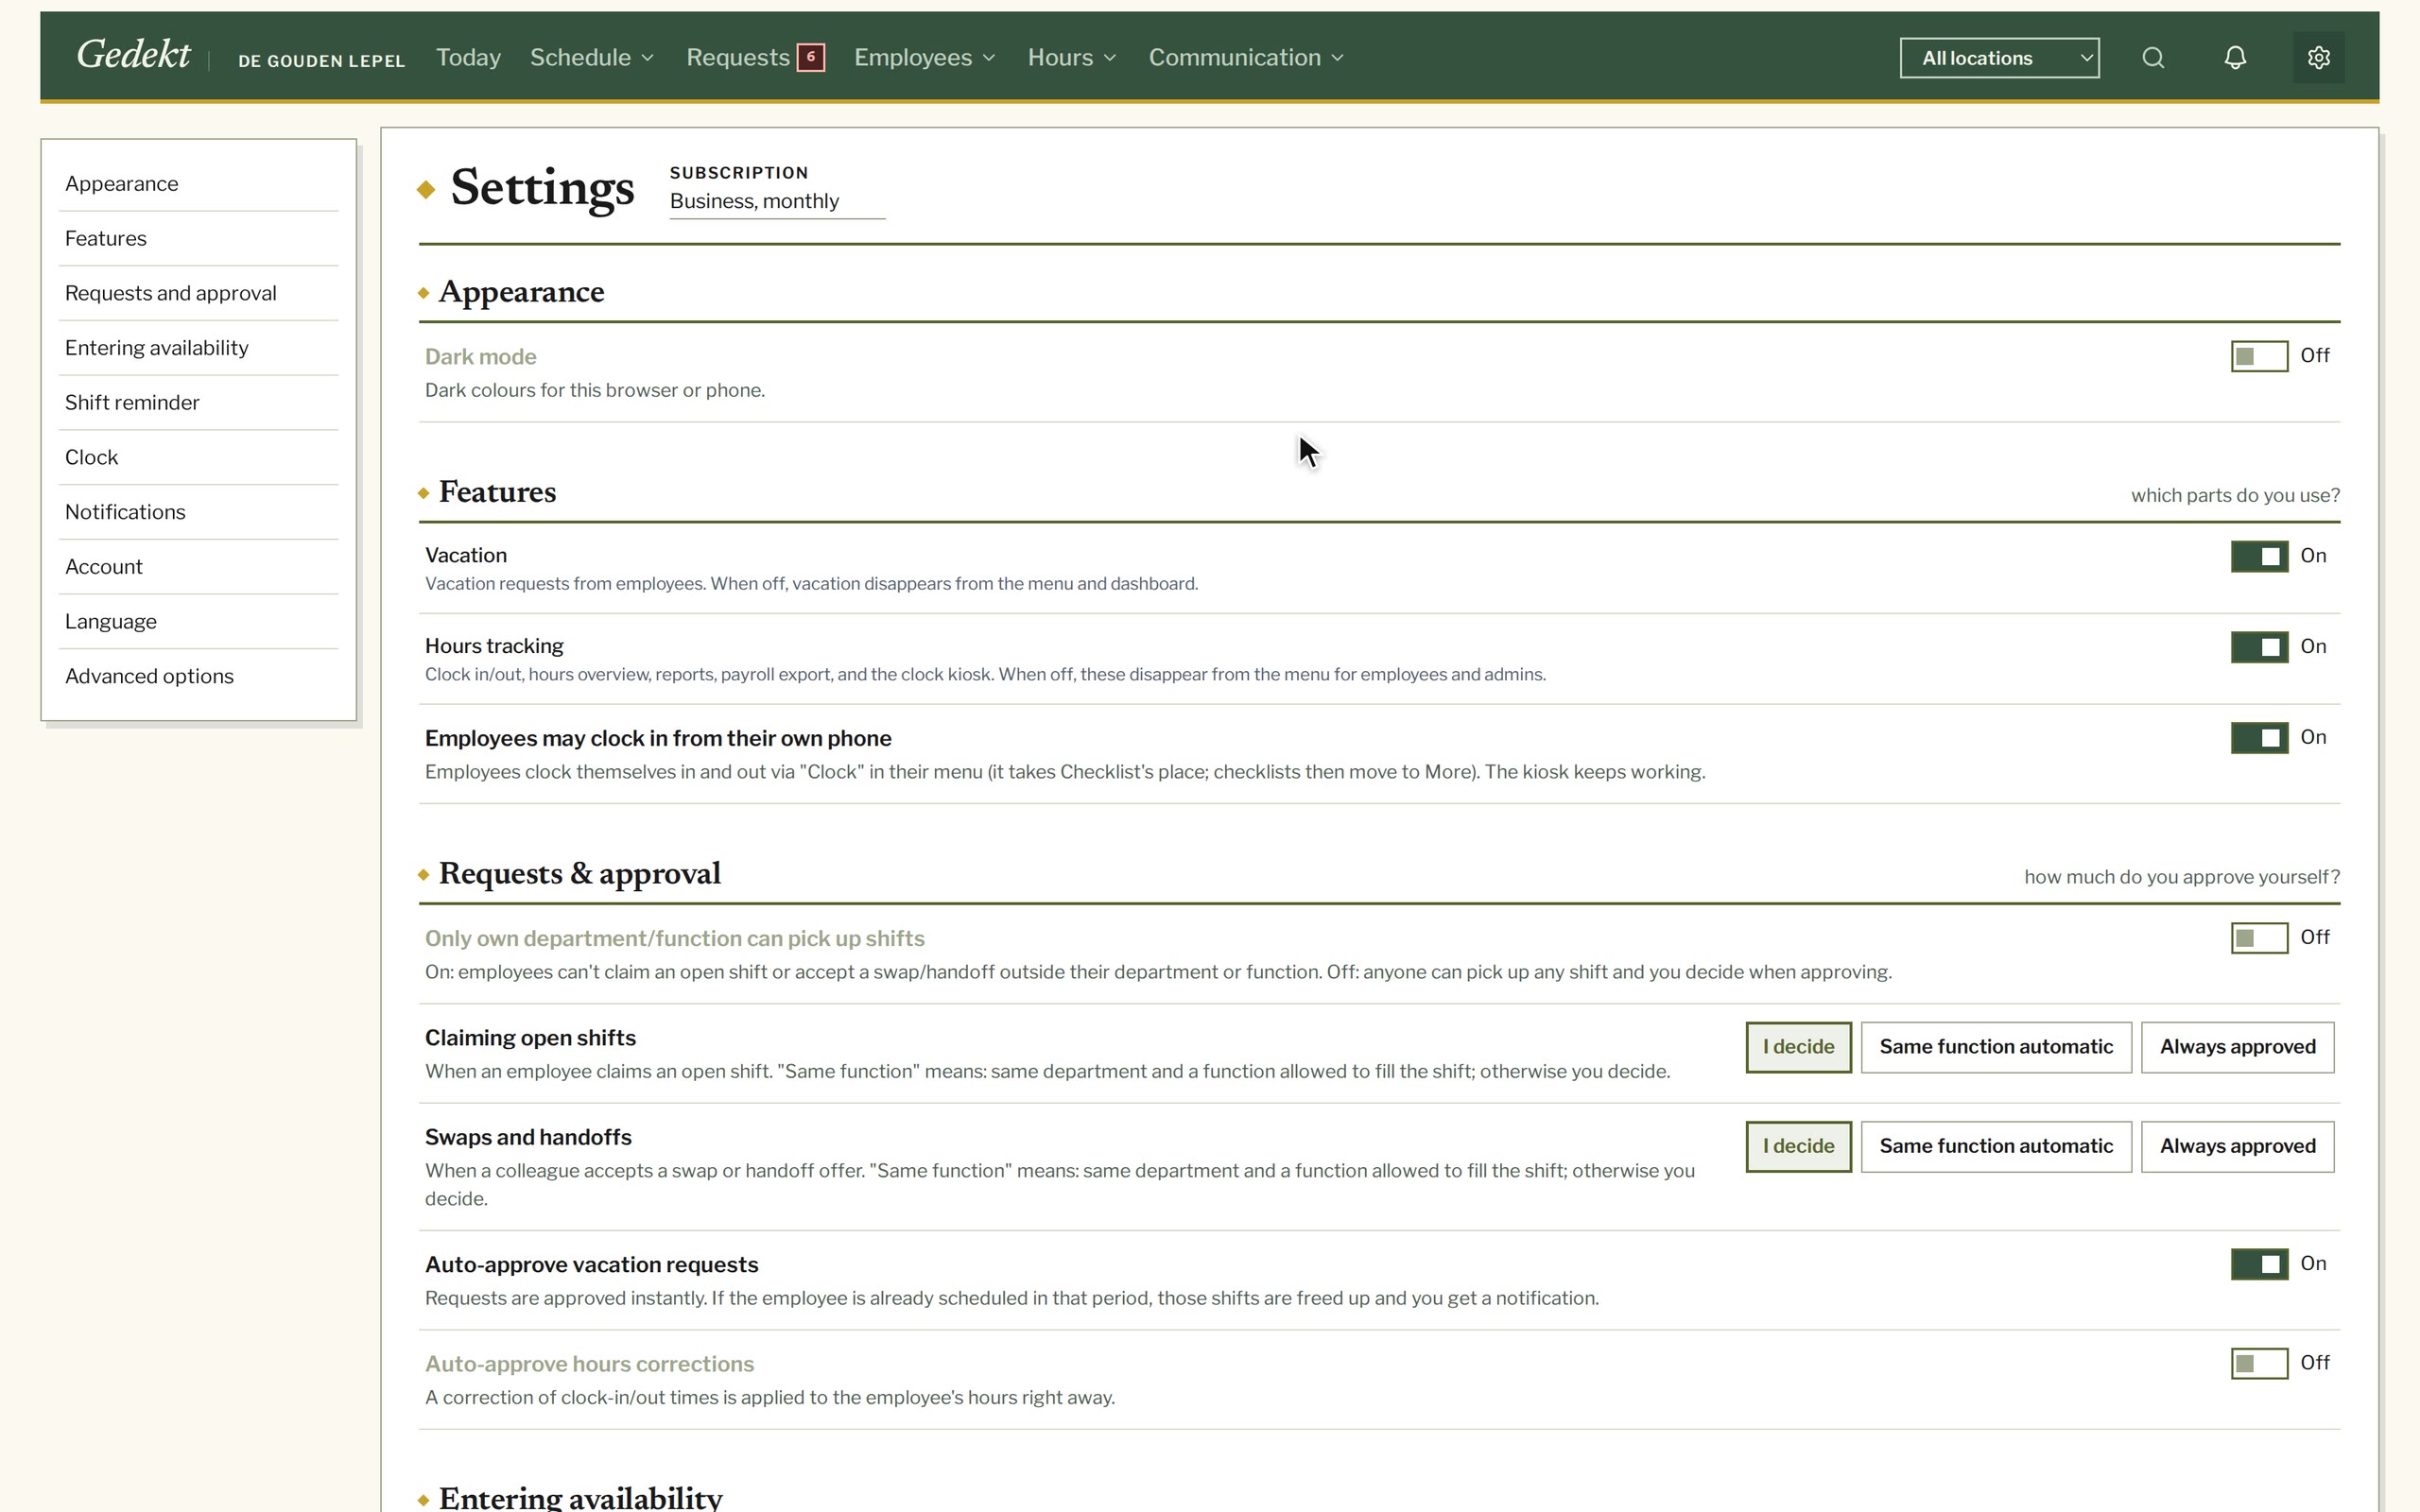 Gedekt DE GOUDEN LEPEL Today Schedule Requests 6 Employees Hours Communication All locations
Appearance
Features
Requests and approval
Entering availability
Shift reminder
Clock
Notifications
Account
Language
Advanced options
Settings
SUBSCRIPTION
Business, monthly
Appearance
Dark mode
Off
Dark colours for this browser or phone.
Features
which parts do you use?
Vacation
On
Vacation requests from employees. When off, vacation disappears from the menu and dashboard.
Hours tracking
On
Clock in/out, hours overview, reports, payroll export, and the clock kiosk. When off, these disappear from the menu for employees and admins.
Employees may clock in from their own phone
On
Employees clock themselves in and out via "Clock" in their menu (it takes Checklist's place; checklists then move to More). The kiosk keeps working.
Requests & approval
how much do you approve yourself?
Only own department/function can pick up shifts
Off
On: employees can't claim an open shift or accept a swap/handoff outside their department or function. Off: anyone can pick up any shift and you decide when approving.
Claiming open shifts
I decide Same function automatic Always approved
When an employee claims an open shift. "Same function" means: same department and a function allowed to fill the shift; otherwise you decide.
Swaps and handoffs
I decide Same function automatic Always approved
When a colleague accepts a swap or handoff offer. "Same function" means: same department and a function allowed to fill the shift; otherwise you
decide.
Auto-approve vacation requests
On
Requests are approved instantly. If the employee is already scheduled in that period, those shifts are freed up and you get a notification.
Auto-approve hours corrections
Off
A correction of clock-in/out times is applied to the employee's hours right away.
Entering availability